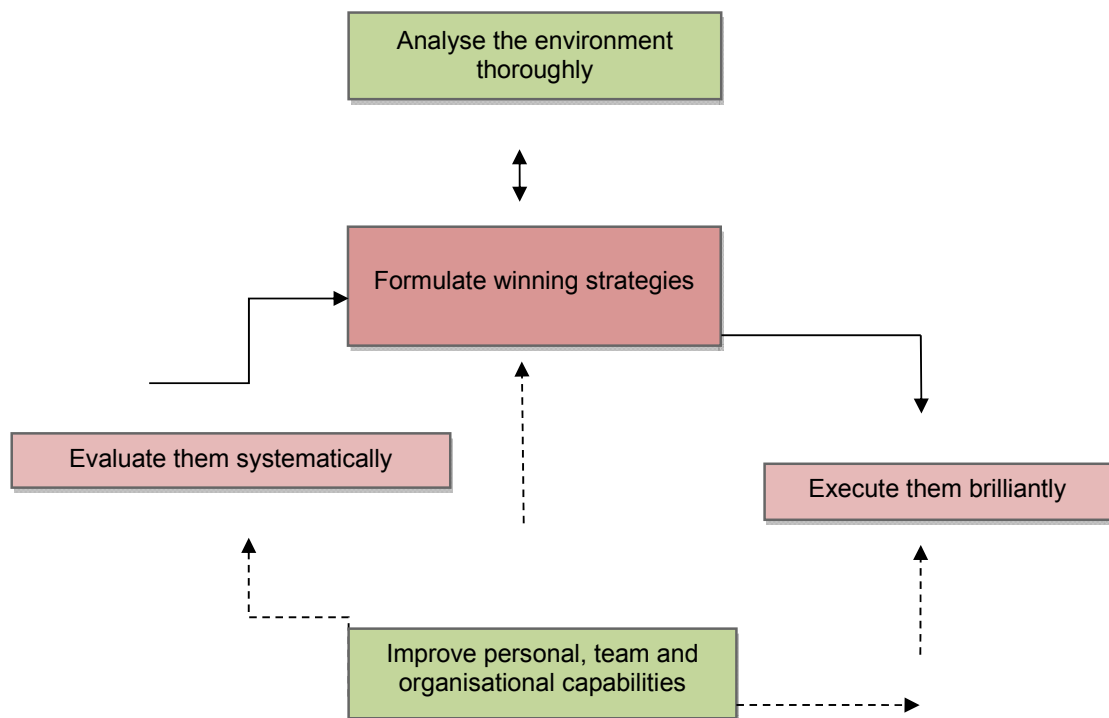 Analyse the environment
thoroughly
Formulate winning strategies
Evaluate them systematically
Execute them brilliantly
Improve personal, team and
organisational capabilities